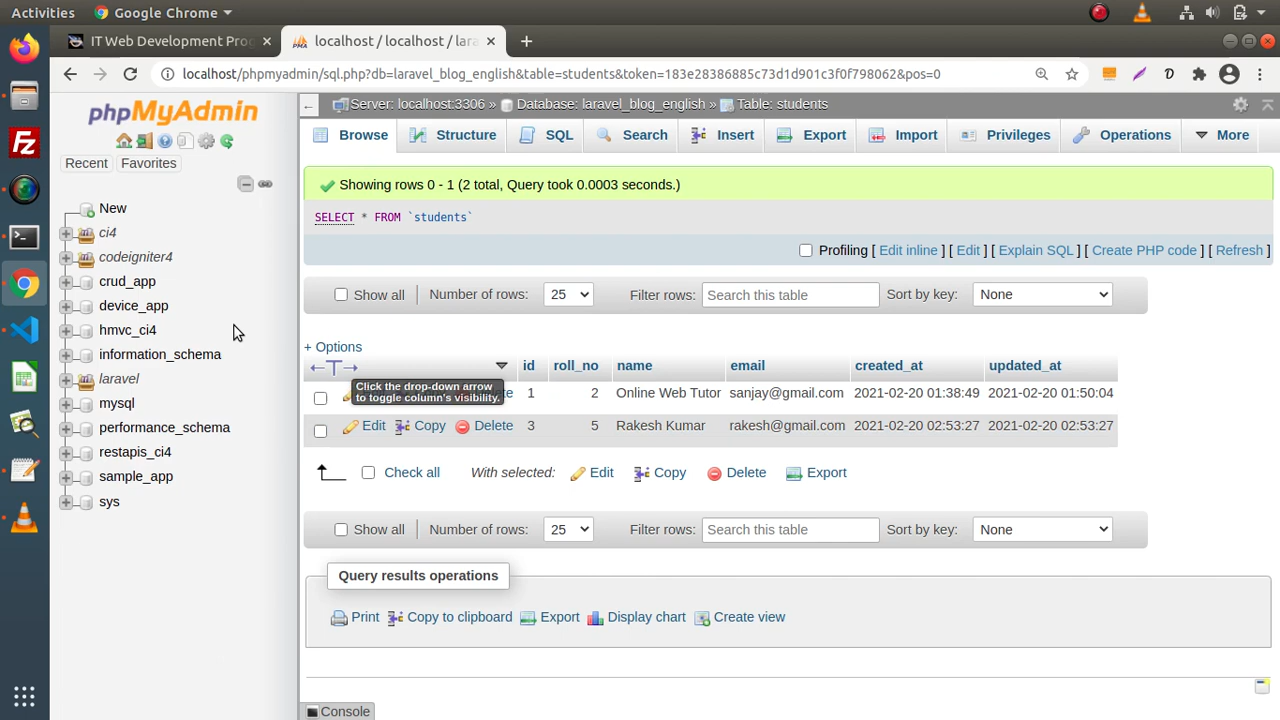 Activities Google Chrome
IT Web Development Prog
localhost / localhost / lara
localhost/phpmyadmin/sql.php?db=laravel_blog_english&table=students&token=183e28386885c73d1d901c3f0f798062&pos=0
phpMyAdmin
Recent Favorites
New
ci4
codeigniter4
crud_app
device_app
hmvc_ci4
information_schema
laravel
mysql
performance_schema
restapis_ci4
sample_app
sys
Server: localhost:3306 » Database: laravel_blog_english » Table: students
Browse Structure SQL Search Insert Export Import Privileges Operations More
Showing rows 0 - 1 (2 total, Query took 0.0003 seconds.)
SELECT * FROM `students`
Profiling [ Edit inline ] [ Edit ] [ Explain SQL ] [ Create PHP code ] [ Refresh ]
Show all Number of rows: 25 Filter rows: Search this table Sort by key: None
+ Options
id roll_no name email created_at updated_at
Click the drop-down arrow
to toggle column's visibility.
1 2 Online Web Tutor sanjay@gmail.com 2021-02-20 01:38:49 2021-02-20 01:50:04
Edit Copy Delete 3 5 Rakesh Kumar rakesh@gmail.com 2021-02-20 02:53:27 2021-02-20 02:53:27
Check all With selected: Edit Copy Delete Export
Show all Number of rows: 25 Filter rows: Search this table Sort by key: None
Query results operations
Print Copy to clipboard Export Display chart Create view
Console